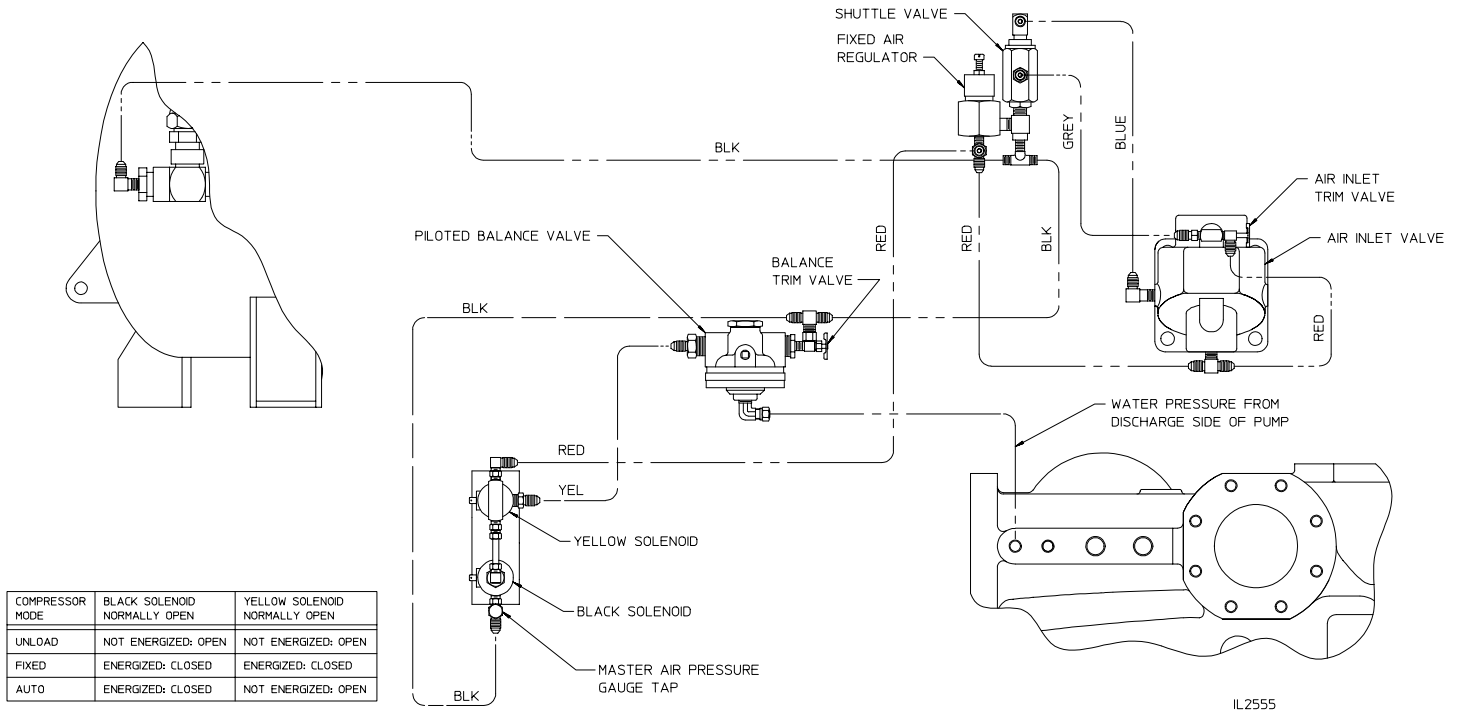 SHUTTLE VALVE
FIXED AIR
REGULATOR
BLK
GREY
BLUE
AIR INLET
TRIM VALVE
AIR INLET VALVE
PILOTED BALANCE VALVE
RED
RED
BLK
BALANCE
TRIM VALVE
BLK
RED
WATER PRESSURE FROM
DISCHARGE SIDE OF PUMP
RED
YEL
YELLOW SOLENOID
BLACK SOLENOID
MASTER AIR PRESSURE
GAUGE TAP
BLK
COMPRESSOR MODE
BLACK SOLENOID NORMALLY OPEN
YELLOW SOLENOID NORMALLY OPEN
UNLOAD
NOT ENERGIZED: OPEN
NOT ENERGIZED: OPEN
FIXED
ENERGIZED: CLOSED
ENERGIZED: CLOSED
AUTO
ENERGIZED: CLOSED
NOT ENERGIZED: OPEN
IL2555